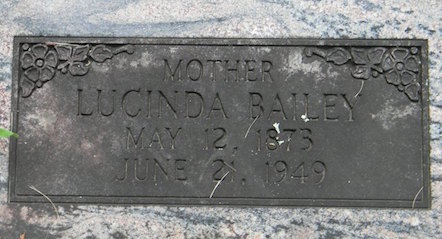 MOTHER
LUCINDA BAILEY
MAY 12, 1873
JUNE 21, 1949